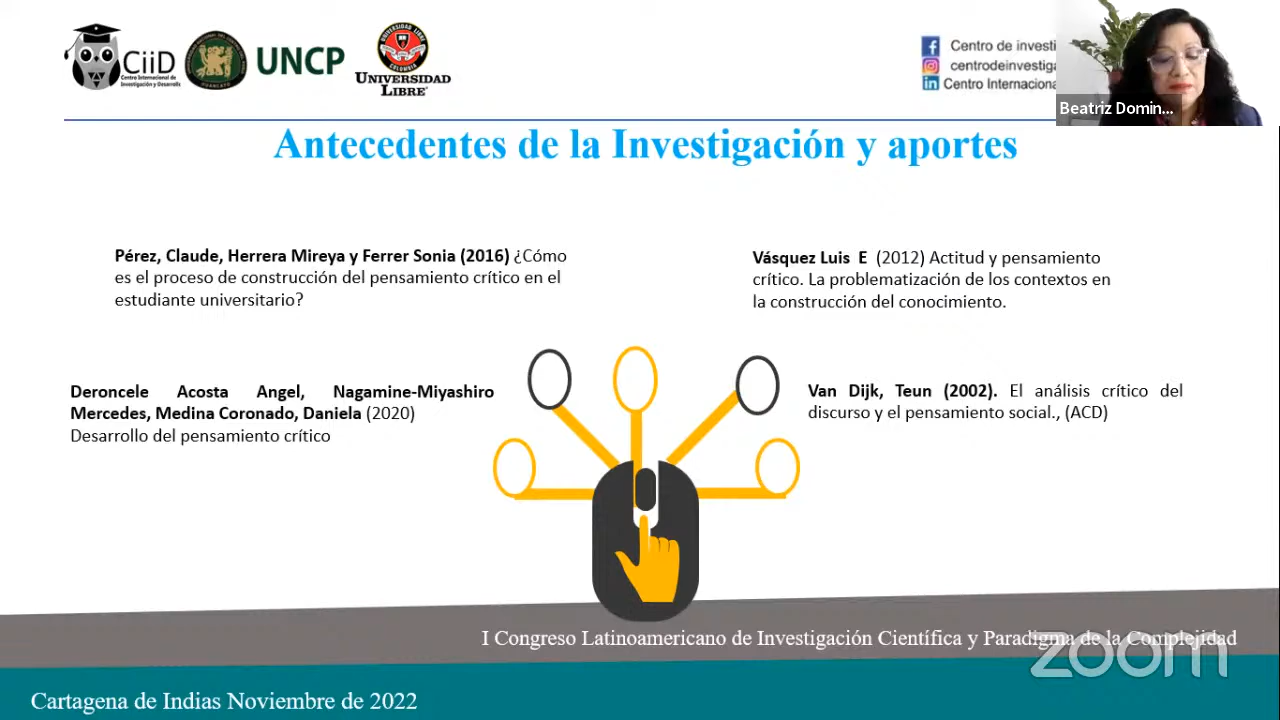 CiiD
Centro Internacional de
Investigación y Desarrollo
UNCP
UNIVERSIDAD LIBRE
COLOMBIA
UNIVERSIDAD
LIBRE
Centro de investi
centrodeinvestiga
Centro Internaciona
Beatriz Domin...
Antecedentes de la Investigación y aportes
Pérez, Claude, Herrera Mireya y Ferrer Sonia (2016) ¿Cómo
es el proceso de construcción del pensamiento crítico en el
estudiante universitario?
Vásquez Luis E (2012) Actitud y pensamiento
crítico. La problematización de los contextos en
la construcción del conocimiento.
Deroncele Acosta Angel, Nagamine-Miyashiro
Mercedes, Medina Coronado, Daniela (2020)
Desarrollo del pensamiento crítico
Van Dijk, Teun (2002). El análisis crítico del
discurso y el pensamiento social., (ACD)
I Congreso Latinoamericano de Investigación Científica y Paradigma de la Complejidad
zoom
Cartagena de Indias Noviembre de 2022